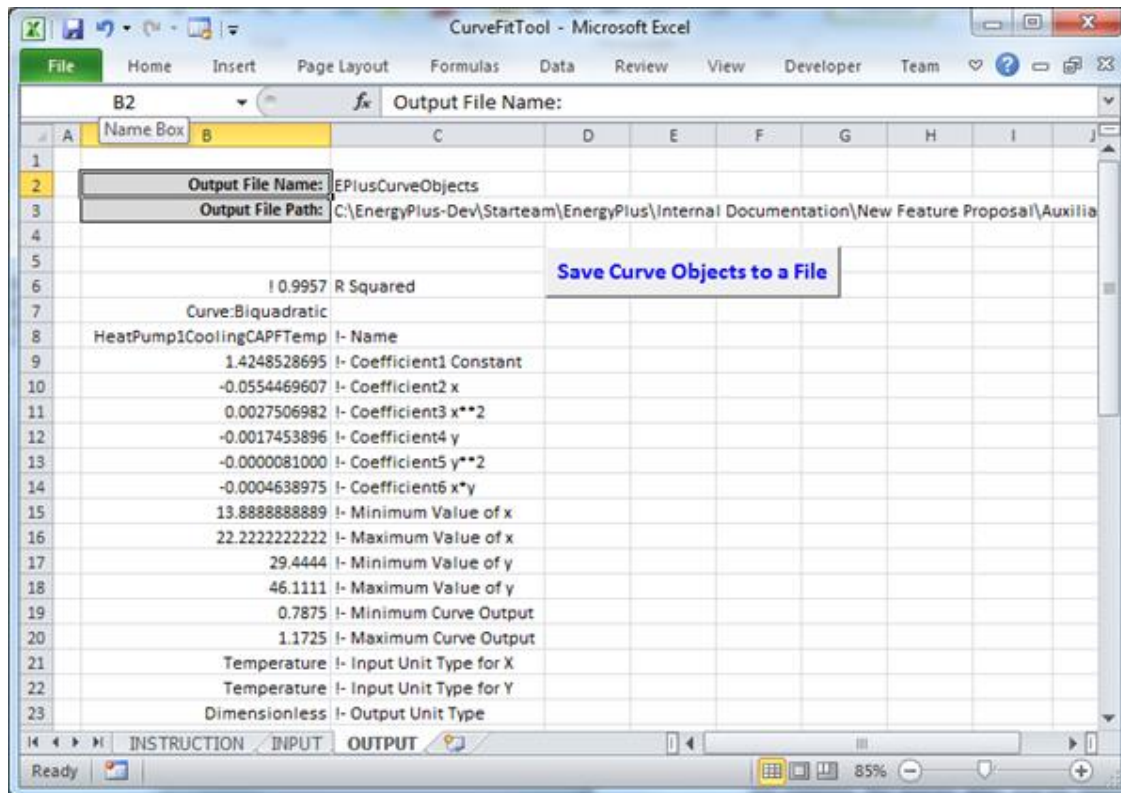 CurveFitTool - Microsoft Excel
File Home Insert Page Layout Formulas Data Review View Developer Team
B2 fx Output File Name:
Name Box
A B C D E F G H I J
1
2 Output File Name: EPlusCurveObjects
3 Output File Path: C:\EnergyPlus-Dev\Starteam\EnergyPlus\Internal Documentation\New Feature Proposal\Auxilia
4
5
Save Curve Objects to a File
6 ! 0.9957 R Squared
7 Curve:Biquadratic
8 HeatPump1CoolingCAPFTemp !- Name
9 1.4248528695 !- Coefficient1 Constant
10 -0.0554469607 !- Coefficient2 x
11 0.0027506982 !- Coefficient3 x**2
12 -0.0017453896 !- Coefficient4 y
13 -0.0000081000 !- Coefficient5 y**2
14 -0.0004638975 !- Coefficient6 x*y
15 13.8888888889 !- Minimum Value of x
16 22.2222222222 !- Maximum Value of x
17 29.4444 !- Minimum Value of y
18 46.1111 !- Maximum Value of y
19 0.7875 !- Minimum Curve Output
20 1.1725 !- Maximum Curve Output
21 Temperature !- Input Unit Type for X
22 Temperature !- Input Unit Type for Y
23 Dimensionless !- Output Unit Type
INSTRUCTION INPUT OUTPUT
Ready 85%